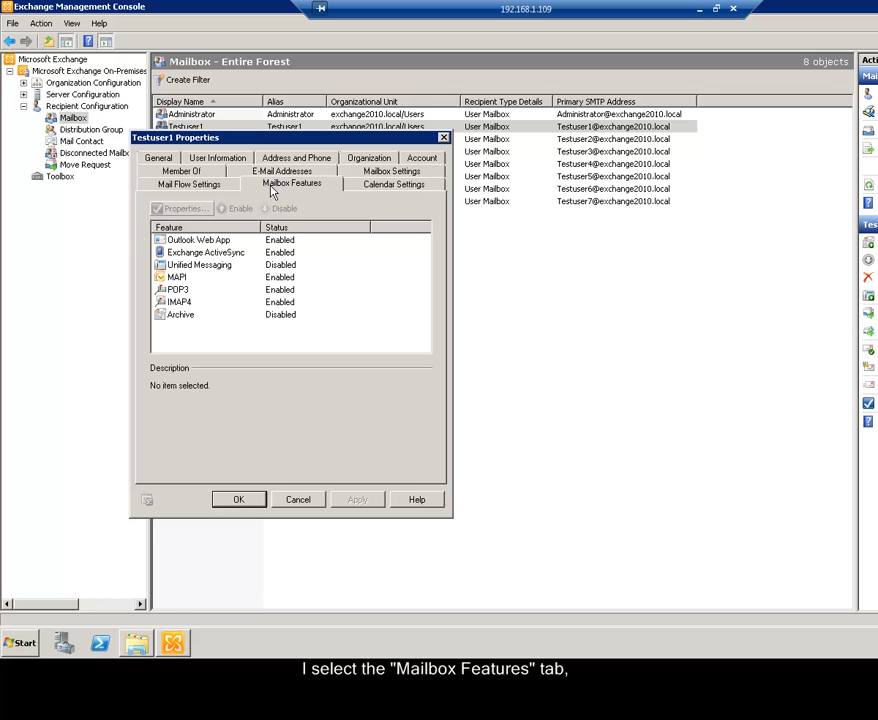 Exchange Management Console
192.168.1.109
File Action View Help
Microsoft Exchange
Microsoft Exchange On-Premises
Organization Configuration
Server Configuration
Recipient Configuration
Mailbox
Distribution Group
Mail Contact
Disconnected Mailbo
Move Request
Toolbox
Mailbox - Entire Forest
8 objects
Create Filter
Display Name Alias Organizational Unit Recipient Type Details Primary SMTP Address
Administrator Administrator exchange2010.local/Users User Mailbox Administrator@exchange2010.local
Testuser1 Testuser1 exchange2010.local/Users User Mailbox Testuser1@exchange2010.local
User Mailbox Testuser2@exchange2010.local
User Mailbox Testuser3@exchange2010.local
User Mailbox Testuser4@exchange2010.local
User Mailbox Testuser5@exchange2010.local
User Mailbox Testuser6@exchange2010.local
User Mailbox Testuser7@exchange2010.local
Acti
Mai
Tes
Testuser1 Properties
General User Information Address and Phone Organization Account
Member Of E-Mail Addresses Mailbox Settings
Mail Flow Settings Mailbox Features Calendar Settings
Properties... Enable Disable
Feature Status
Outlook Web App Enabled
Exchange ActiveSync Enabled
Unified Messaging Disabled
MAPI Enabled
POP3 Enabled
IMAP4 Enabled
Archive Disabled
Description
No item selected.
OK Cancel Apply Help
Start
I select the "Mailbox Features" tab,